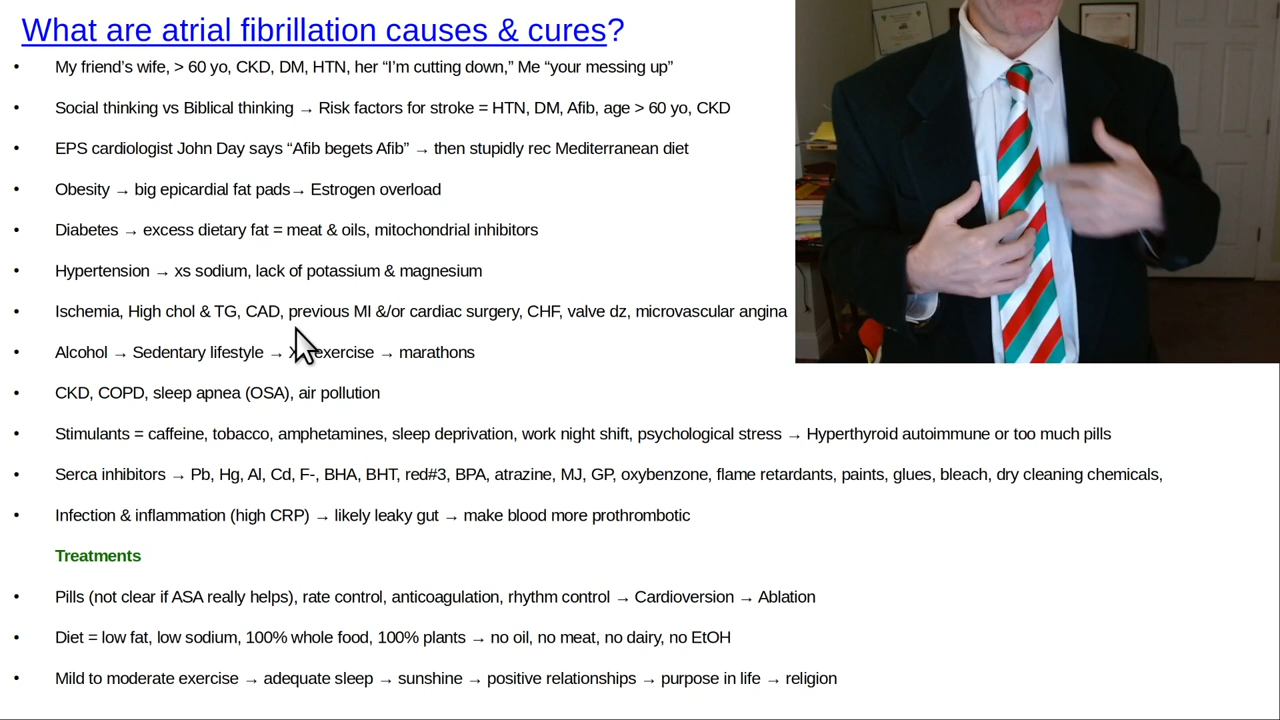 What are atrial fibrillation causes & cures?
• My friend’s wife, > 60 yo, CKD, DM, HTN, her “I’m cutting down,” Me “your messing up”
• Social thinking vs Biblical thinking → Risk factors for stroke = HTN, DM, Afib, age > 60 yo, CKD
• EPS cardiologist John Day says “Afib begets Afib” → then stupidly rec Mediterranean diet
• Obesity → big epicardial fat pads→ Estrogen overload
• Diabetes → excess dietary fat = meat & oils, mitochondrial inhibitors
• Hypertension → xs sodium, lack of potassium & magnesium
• Ischemia, High chol & TG, CAD, previous MI &/or cardiac surgery, CHF, valve dz, microvascular angina
• Alcohol → Sedentary lifestyle → exercise → marathons
• CKD, COPD, sleep apnea (OSA), air pollution
• Stimulants = caffeine, tobacco, amphetamines, sleep deprivation, work night shift, psychological stress → Hyperthyroid autoimmune or too much pills
• Serca inhibitors → Pb, Hg, Al, Cd, F-, BHA, BHT, red#3, BPA, atrazine, MJ, GP, oxybenzone, flame retardants, paints, glues, bleach, dry cleaning chemicals,
• Infection & inflammation (high CRP) → likely leaky gut → make blood more prothrombotic
Treatments
• Pills (not clear if ASA really helps), rate control, anticoagulation, rhythm control → Cardioversion → Ablation
• Diet = low fat, low sodium, 100% whole food, 100% plants → no oil, no meat, no dairy, no EtOH
• Mild to moderate exercise → adequate sleep → sunshine → positive relationships → purpose in life → religion